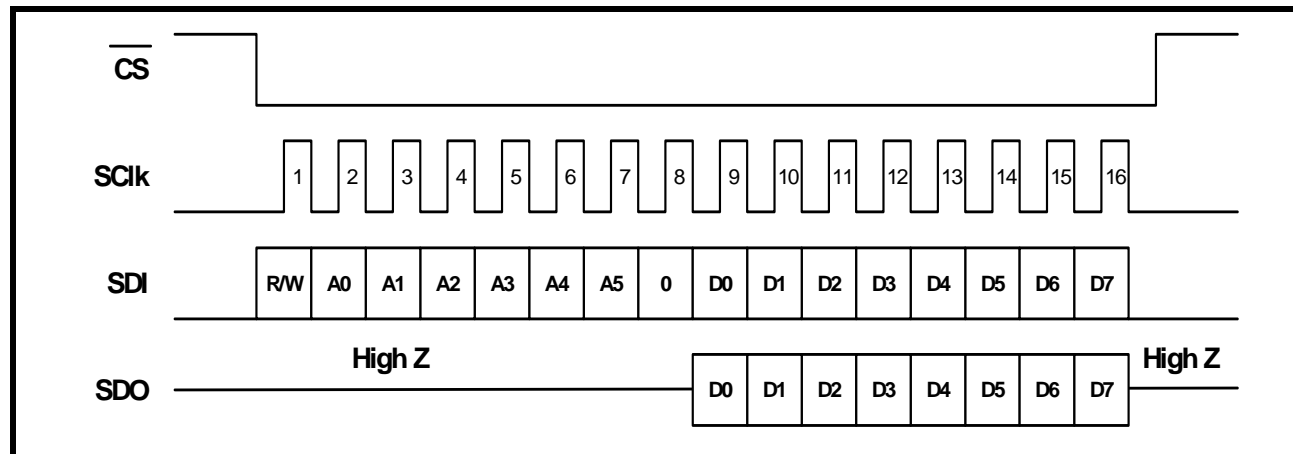 CS
SClk 1 2 3 4 5 6 7 8 9 10 11 12 13 14 15 16
SDI R/W A0 A1 A2 A3 A4 A5 0 D0 D1 D2 D3 D4 D5 D6 D7
High Z High Z
SDO D0 D1 D2 D3 D4 D5 D6 D7